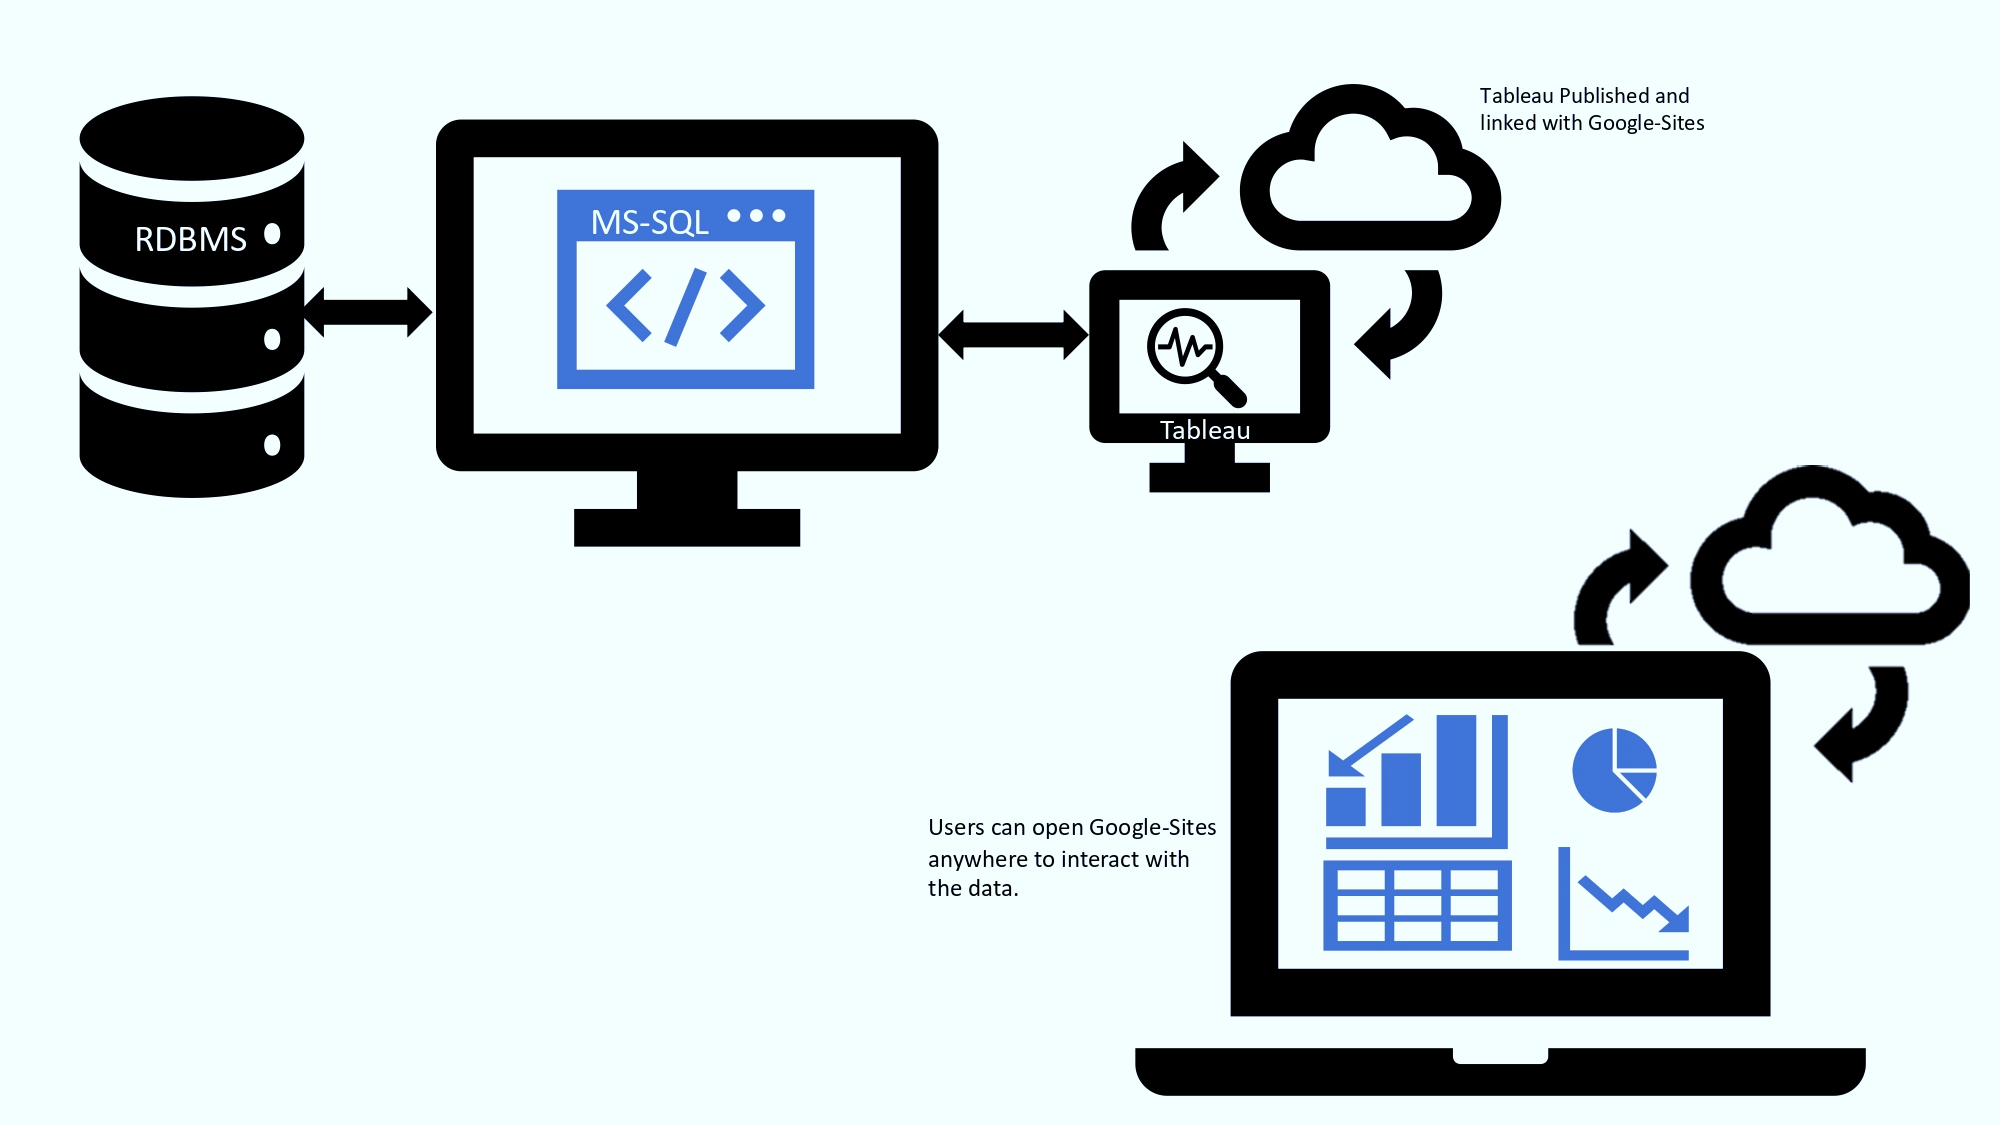 Tableau Published and
linked with Google-Sites
RDBMS
MS-SQL
Tableau
Users can open Google-Sites
anywhere to interact with
the data.